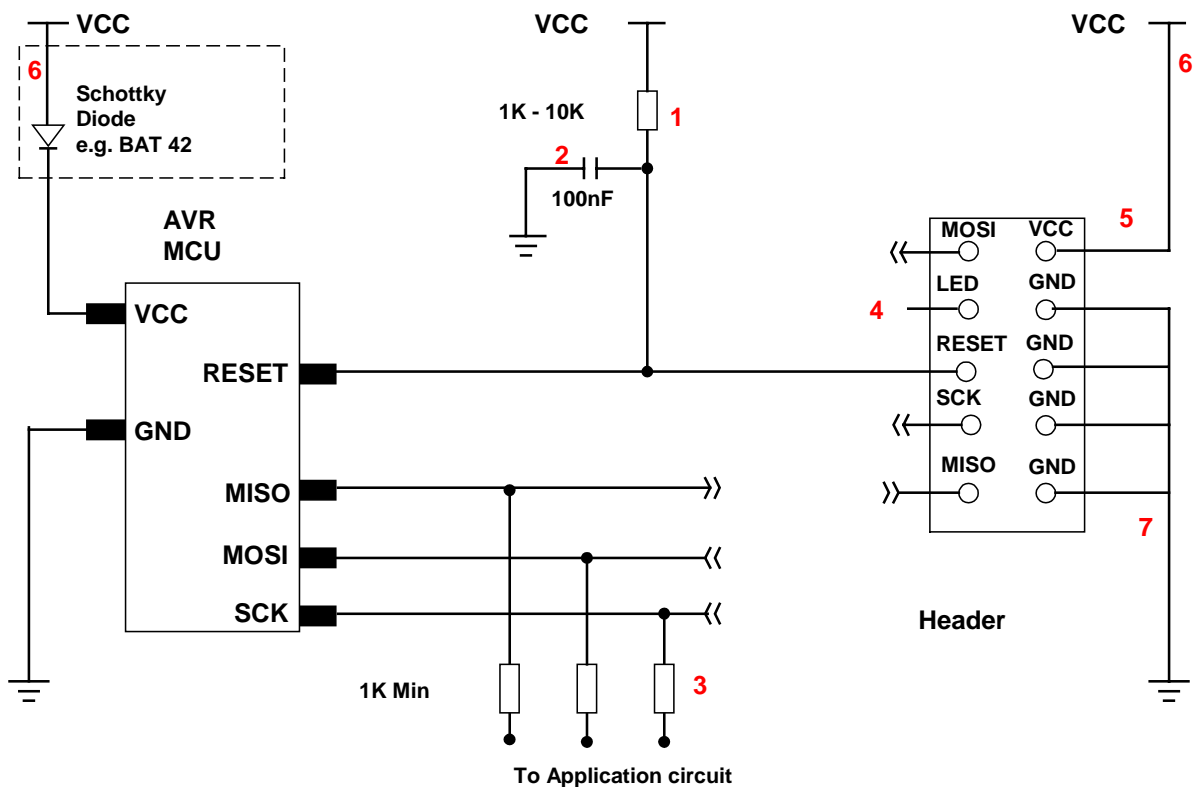 VCC
VCC
VCC
6
6
Schottky
Diode
e.g. BAT 42
1K - 10K
1
2
100nF
AVR
MCU
5
MOSI
VCC
LED
GND
4
VCC
RESET
RESET
GND
SCK
GND
GND
MISO
GND
MISO
7
MOSI
SCK
Header
1K Min
3
To Application circuit